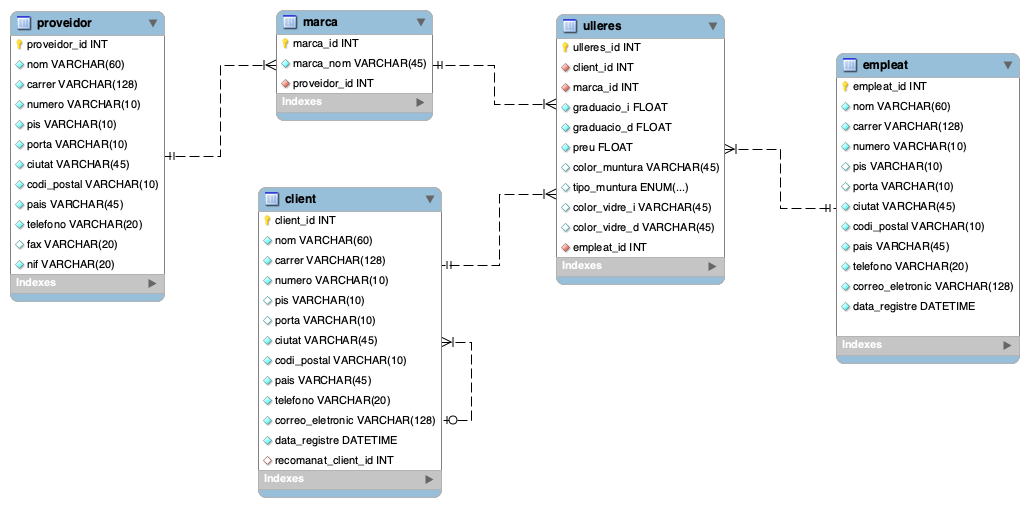 proveidor
proveidor_id INT
nom VARCHAR(60)
carrer VARCHAR(128)
numero VARCHAR(10)
pis VARCHAR(10)
porta VARCHAR(10)
ciutat VARCHAR(45)
codi_postal VARCHAR(10)
pais VARCHAR(45)
telefono VARCHAR(20)
fax VARCHAR(20)
nif VARCHAR(20)
Indexes
marca
marca_id INT
marca_nom VARCHAR(45)
proveidor_id INT
Indexes
client
client_id INT
nom VARCHAR(60)
carrer VARCHAR(128)
numero VARCHAR(10)
pis VARCHAR(10)
porta VARCHAR(10)
ciutat VARCHAR(45)
codi_postal VARCHAR(10)
pais VARCHAR(45)
telefono VARCHAR(20)
correo_eletronic VARCHAR(128)
data_registre DATETIME
recomanat_client_id INT
Indexes
ulleres
ulleres_id INT
client_id INT
marca_id INT
graduacio_i FLOAT
graduacio_d FLOAT
preu FLOAT
color_muntura VARCHAR(45)
tipo_muntura ENUM(...)
color_vidre_i VARCHAR(45)
color_vidre_d VARCHAR(45)
empleat_id INT
Indexes
empleat
empleat_id INT
nom VARCHAR(60)
carrer VARCHAR(128)
numero VARCHAR(10)
pis VARCHAR(10)
porta VARCHAR(10)
ciutat VARCHAR(45)
codi_postal VARCHAR(10)
pais VARCHAR(45)
telefono VARCHAR(20)
correo_eletronic VARCHAR(128)
data_registre DATETIME
Indexes